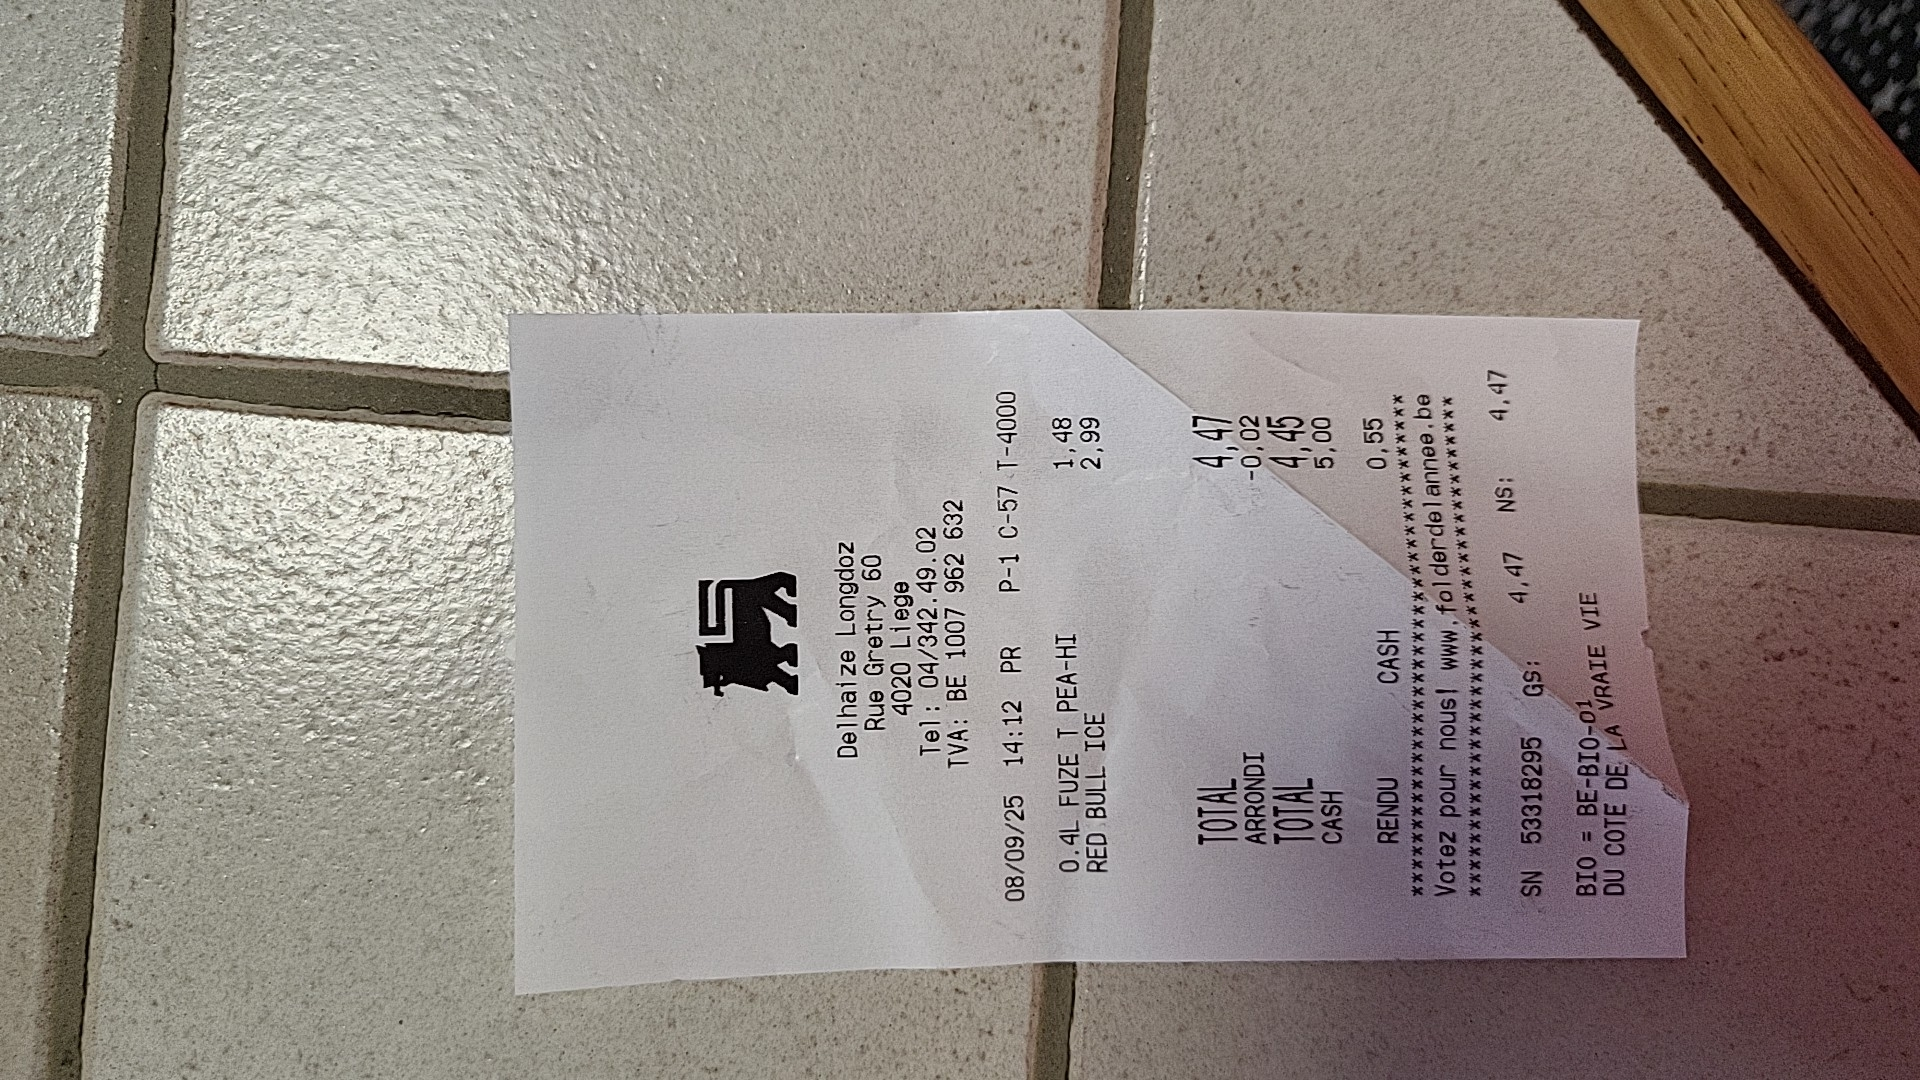 Delhaize Longdoz
Rue Gretry 60
4020 Liege
Tel: 04/342.49.02
TVA: BE 1007 962 632
08/09/25 14:12 PR P-1 C-57 T-4000
0.4L FUZE T PEA-HI 1,48
RED BULL ICE 2,99
TOTAL 4,47
ARRONDI -0,02
TOTAL 4,45
CASH 5,00
RENDU CASH 0,55
****************************************
Votez pour nous! www.folderdelannee.be
****************************************
SN 53318295 Gs: 4,47 NS: 4,47
BIO = BE-BIO-01
DU COTE DE LA VRAIE VIE